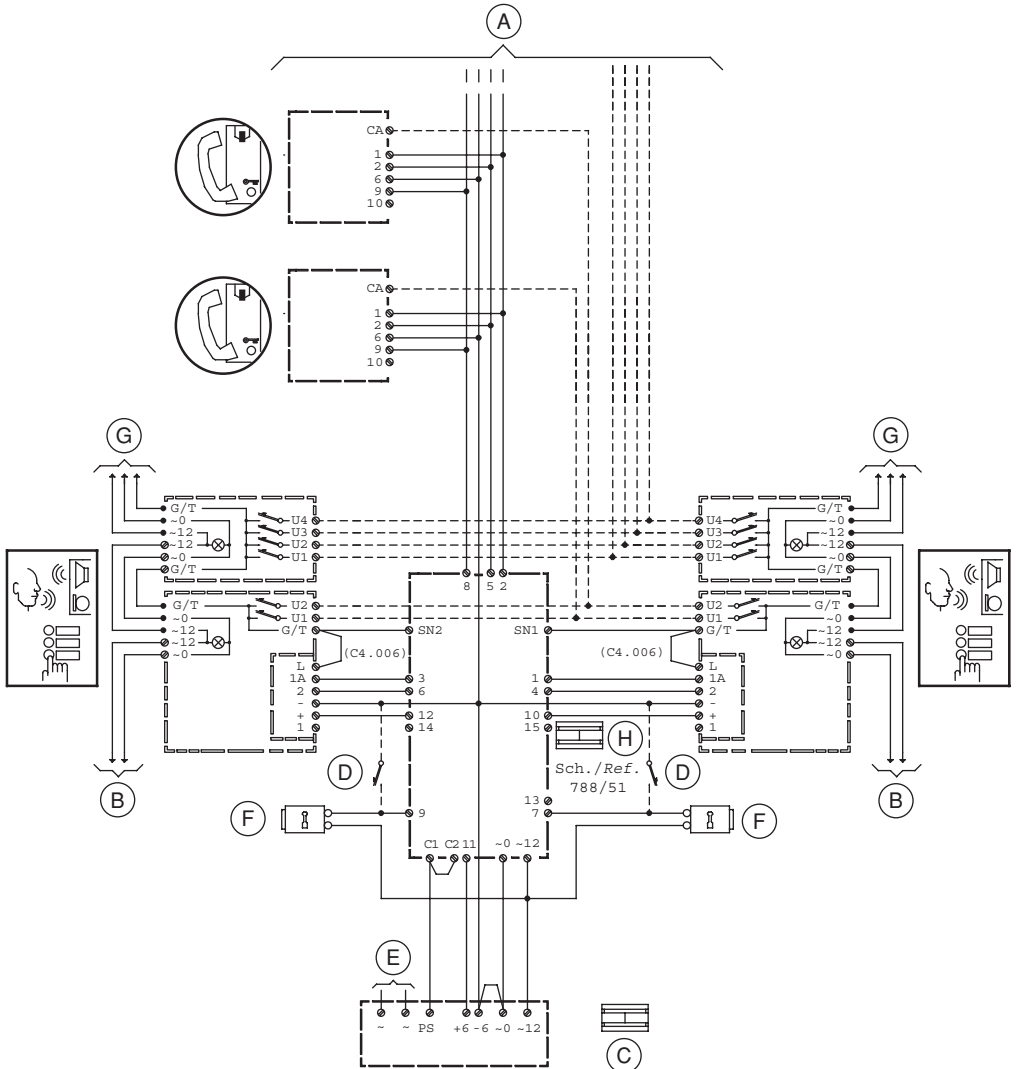 A
CA
1
2
6
9
10
CA
1
2
6
9
10
G
G
G/T
~0
~12
~12
~0
G/T
U4
U3
U2
U1
U4
U3
U2
U1
G/T
~0
~12
~12
~0
G/T
8 5 2
G/T
~0
~12
~12
~0
U2
U1
G/T
SN2
SN1
U2
U1
G/T
G/T
~0
~12
~12
~0
(C4.006)
(C4.006)
L
1A
2
-
+
1
3
6
12
14
1
4
10
15
L
1A
2
-
+
1
H
Sch./Ref.
788/51
D
D
B
B
13
7
9
F
F
C1 C2 11 ~0 ~12
E
~ ~ PS +6 -6 ~0 ~12
C